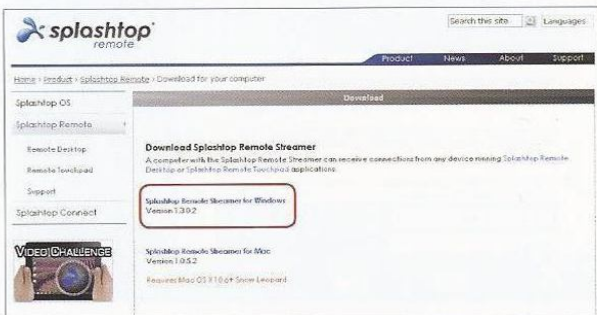 splashtop
remote
Search this site
Languages
Product News About Support
Home › Product › Splashtop Remote › Download for your computer
Splashtop OS
Splashtop Remote
Remote Desktop
Remote Touchpad
Support
Splashtop Connect
VIDEO CHALLENGE
Download
Download Splashtop Remote Streamer
A computer with the Splashtop Remote Streamer can receive connections from any device running Splashtop Remote
Desktop or Splashtop Remote Touchpad applications.
Splashtop Remote Streamer for Windows
Version 1.3.0.2
Splashtop Remote Streamer for Mac
Version 1.0.5.2
Requires Mac OS X 10.6+ Snow Leopard